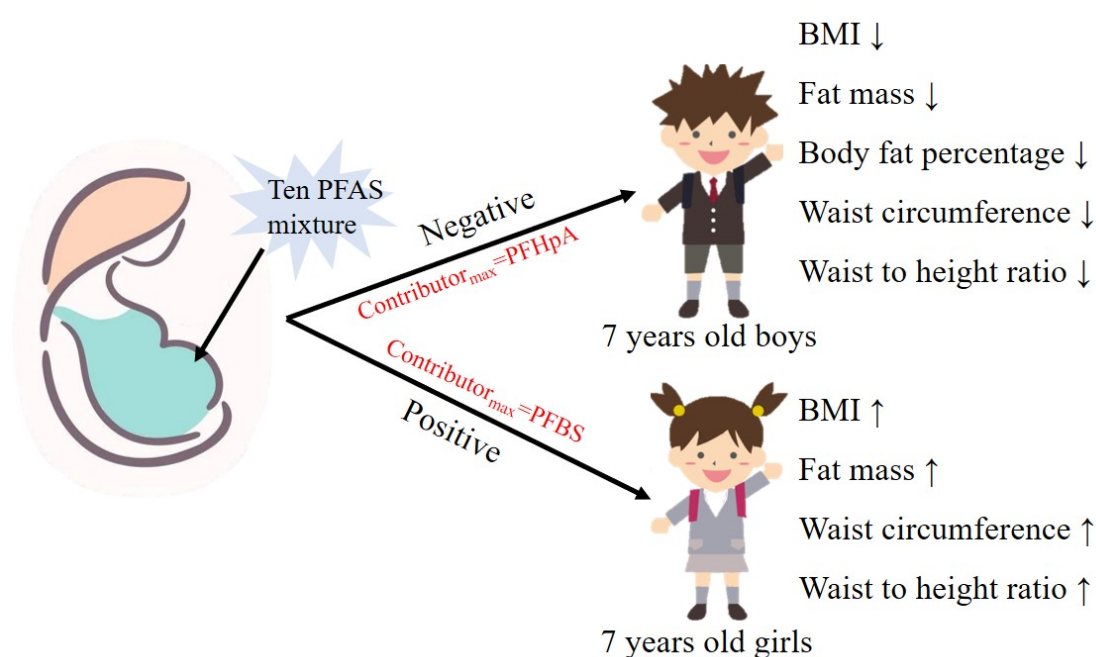 Ten PFAS
mixture
Negative
Contributormax=PFHpA
Contributormax=PFBS
Positive
BMI ↓
Fat mass ↓
Body fat percentage ↓
Waist circumference ↓
Waist to height ratio ↓
7 years old boys
BMI ↑
Fat mass ↑
Waist circumference ↑
Waist to height ratio ↑
7 years old girls